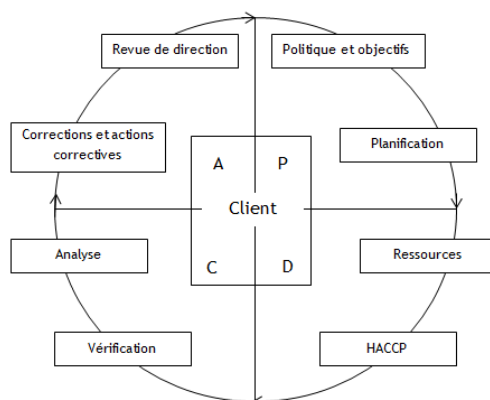 Revue de direction
Politique et objectifs
Corrections et actions
correctives
Planification
A P
Client
C D
Analyse
Ressources
Vérification
HACCP